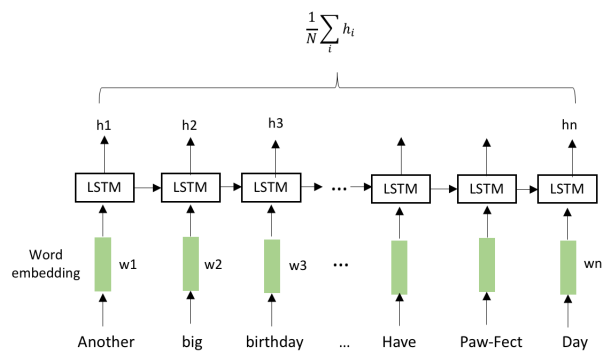 1/N ∑_i h_i
h1 h2 h3 hn
LSTM LSTM LSTM ... LSTM LSTM LSTM
Word
embedding
w1 w2 w3 ... wn
Another big birthday ... Have Paw-Fect Day